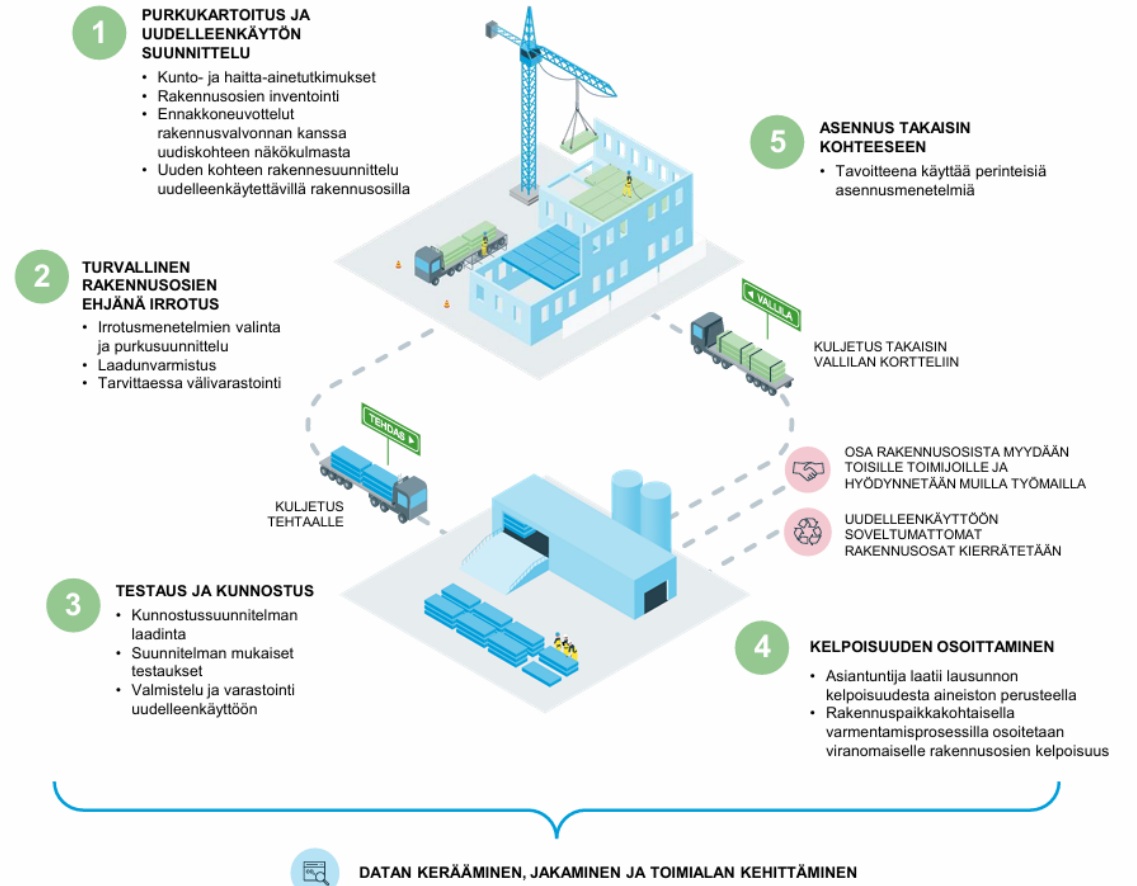 1
PURKUKARTOITUS JA
UUDELLEENKÄYTÖN
SUUNNITTELU
• Kunto- ja haitta-ainetutkimukset
• Rakennusosien inventointi
• Ennakkoneuvottelut
rakennusvalvonnan kanssa
uudiskohteen näkökulmasta
• Uuden kohteen rakennesuunnittelu
uudelleenkäytettävillä rakennusosilla
2
TURVALLINEN
RAKENNUSOSIEN
EHJÄNÄ IRROTUS
• Irrotusmenetelmien valinta
ja purkusuunnittelu
• Laadunvarmistus
• Tarvittaessa välivarastointi
TEHDAS
KULJETUS
TEHTAALLE
3
TESTAUS JA KUNNOSTUS
• Kunnostussuunnitelman
laadinta
• Suunnitelman mukaiset
testaukset
• Valmistelu ja varastointi
uudelleenkäyttöön
4
KELPOISUUDEN OSOITTAMINEN
• Asiantuntija laatii lausunnon
kelpoisuudesta aineiston perusteella
• Rakennuspaikkakohtaisella
varmentamisprosessilla osoitetaan
viranomaiselle rakennusosien kelpoisuus
OSA RAKENNUSOSISTA MYYDÄÄN
TOISILLE TOIMIJOILLE JA
HYÖDYNNETÄÄN MUILLA TYÖMAILLA
UUDELLEENKÄYTTÖÖN
SOVELTUMATTOMAT
RAKENNUSOSAT KIERRÄTETÄÄN
VALLILA
KULJETUS TAKAISIN
VALLILAN KORTTELIIN
5
ASENNUS TAKAISIN
KOHTEESEEN
• Tavoitteena käyttää perinteisiä
asennusmenetelmiä
DATAN KERÄÄMINEN, JAKAMINEN JA TOIMIALAN KEHITTÄMINEN